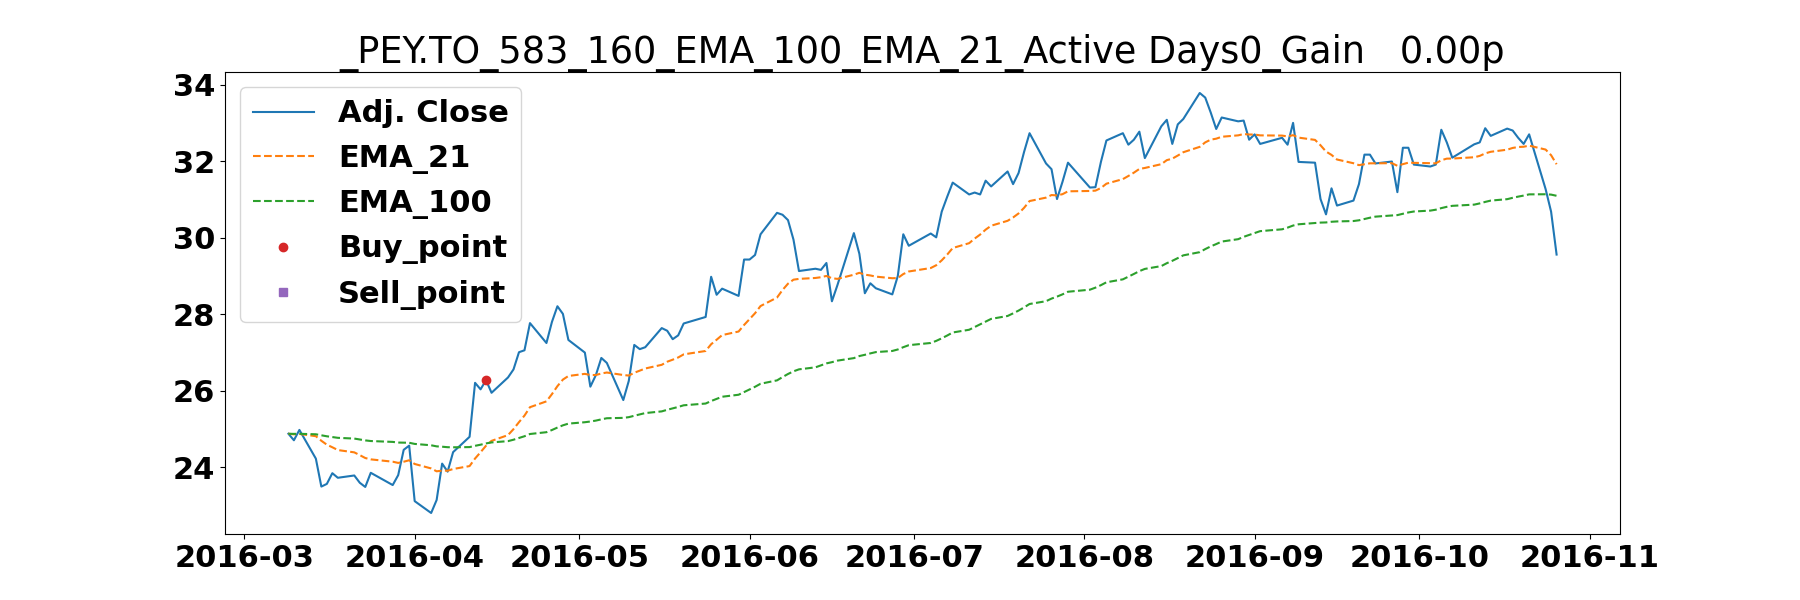 _PEY.TO_583_160_EMA_100_EMA_21_Active Days0_Gain   0.00p
34
32
30
28
26
24
Adj. Close
EMA_21
EMA_100
Buy_point
Sell_point
2016-03 2016-04 2016-05 2016-06 2016-07 2016-08 2016-09 2016-10 2016-11